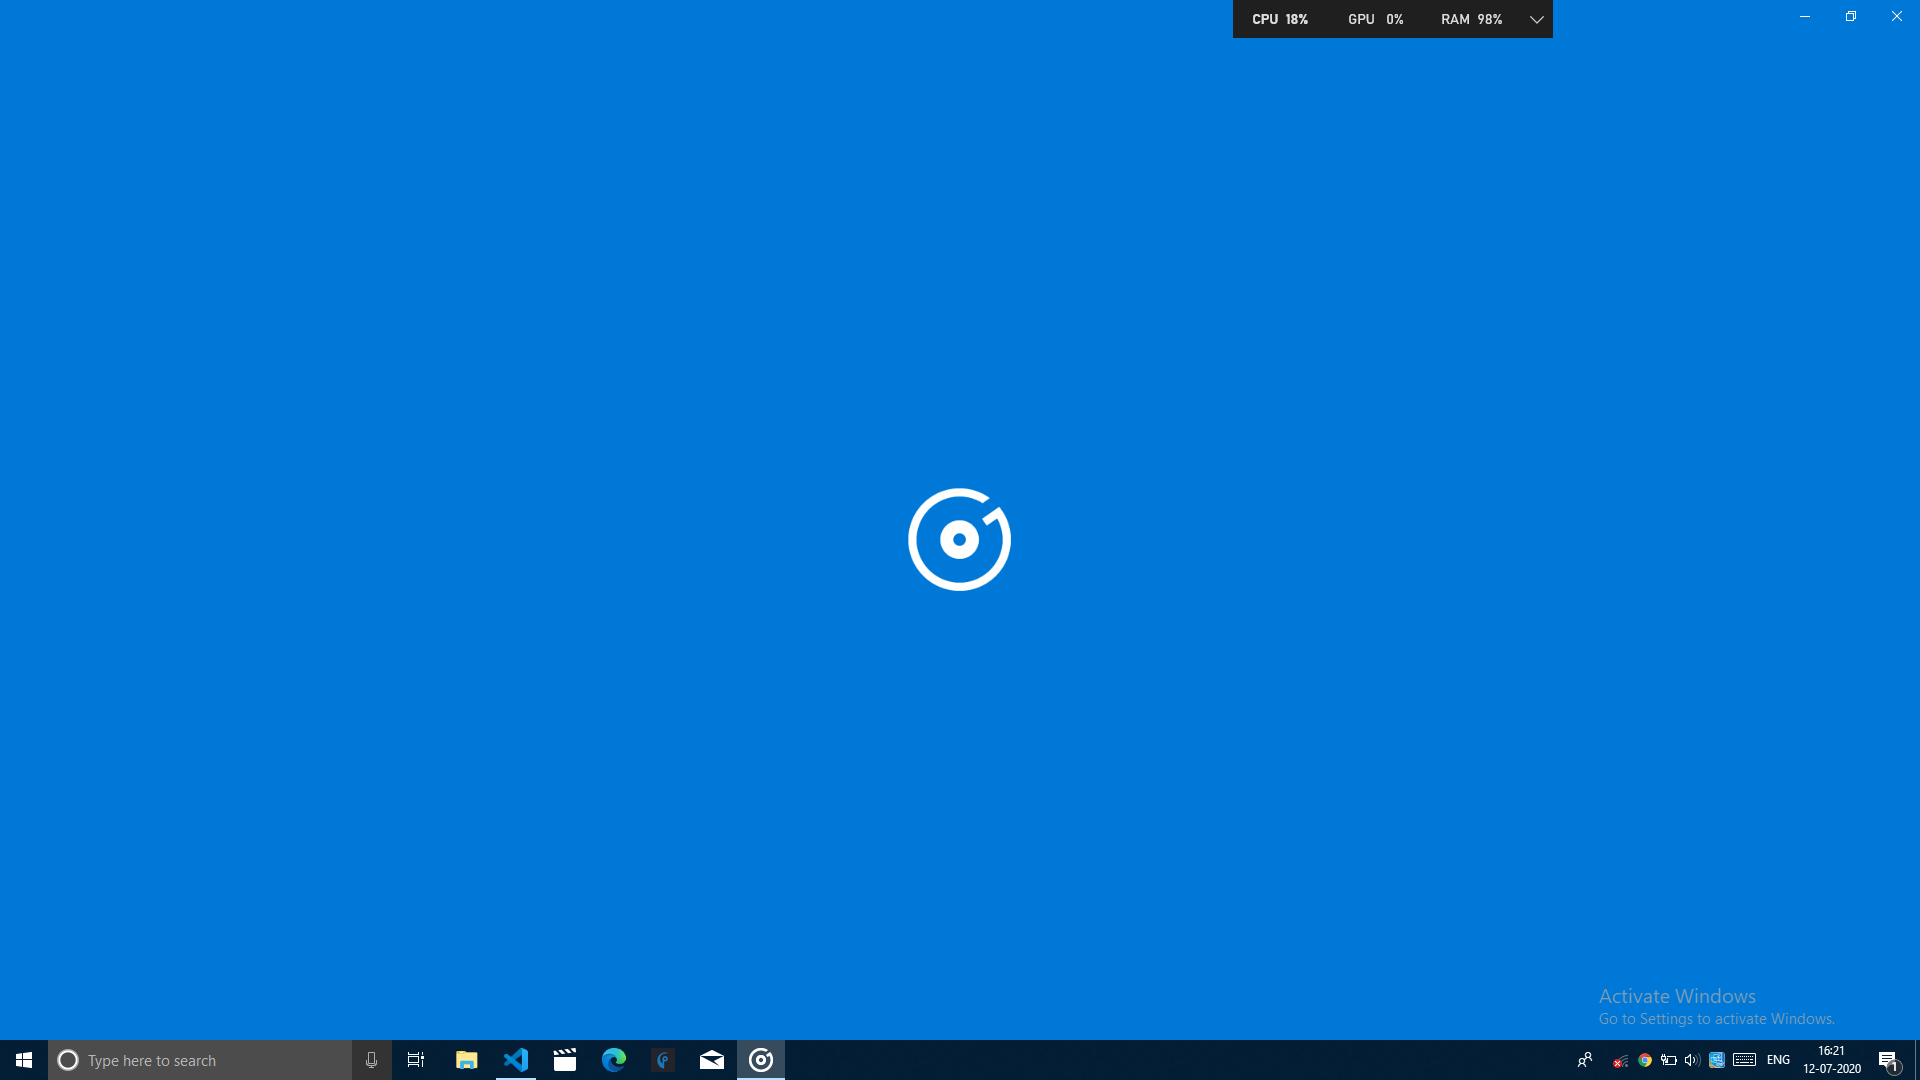 CPU 18% GPU 0% RAM 98%
Activate Windows
Go to Settings to activate Windows.
Type here to search
ENG
16:21
12-07-2020
1